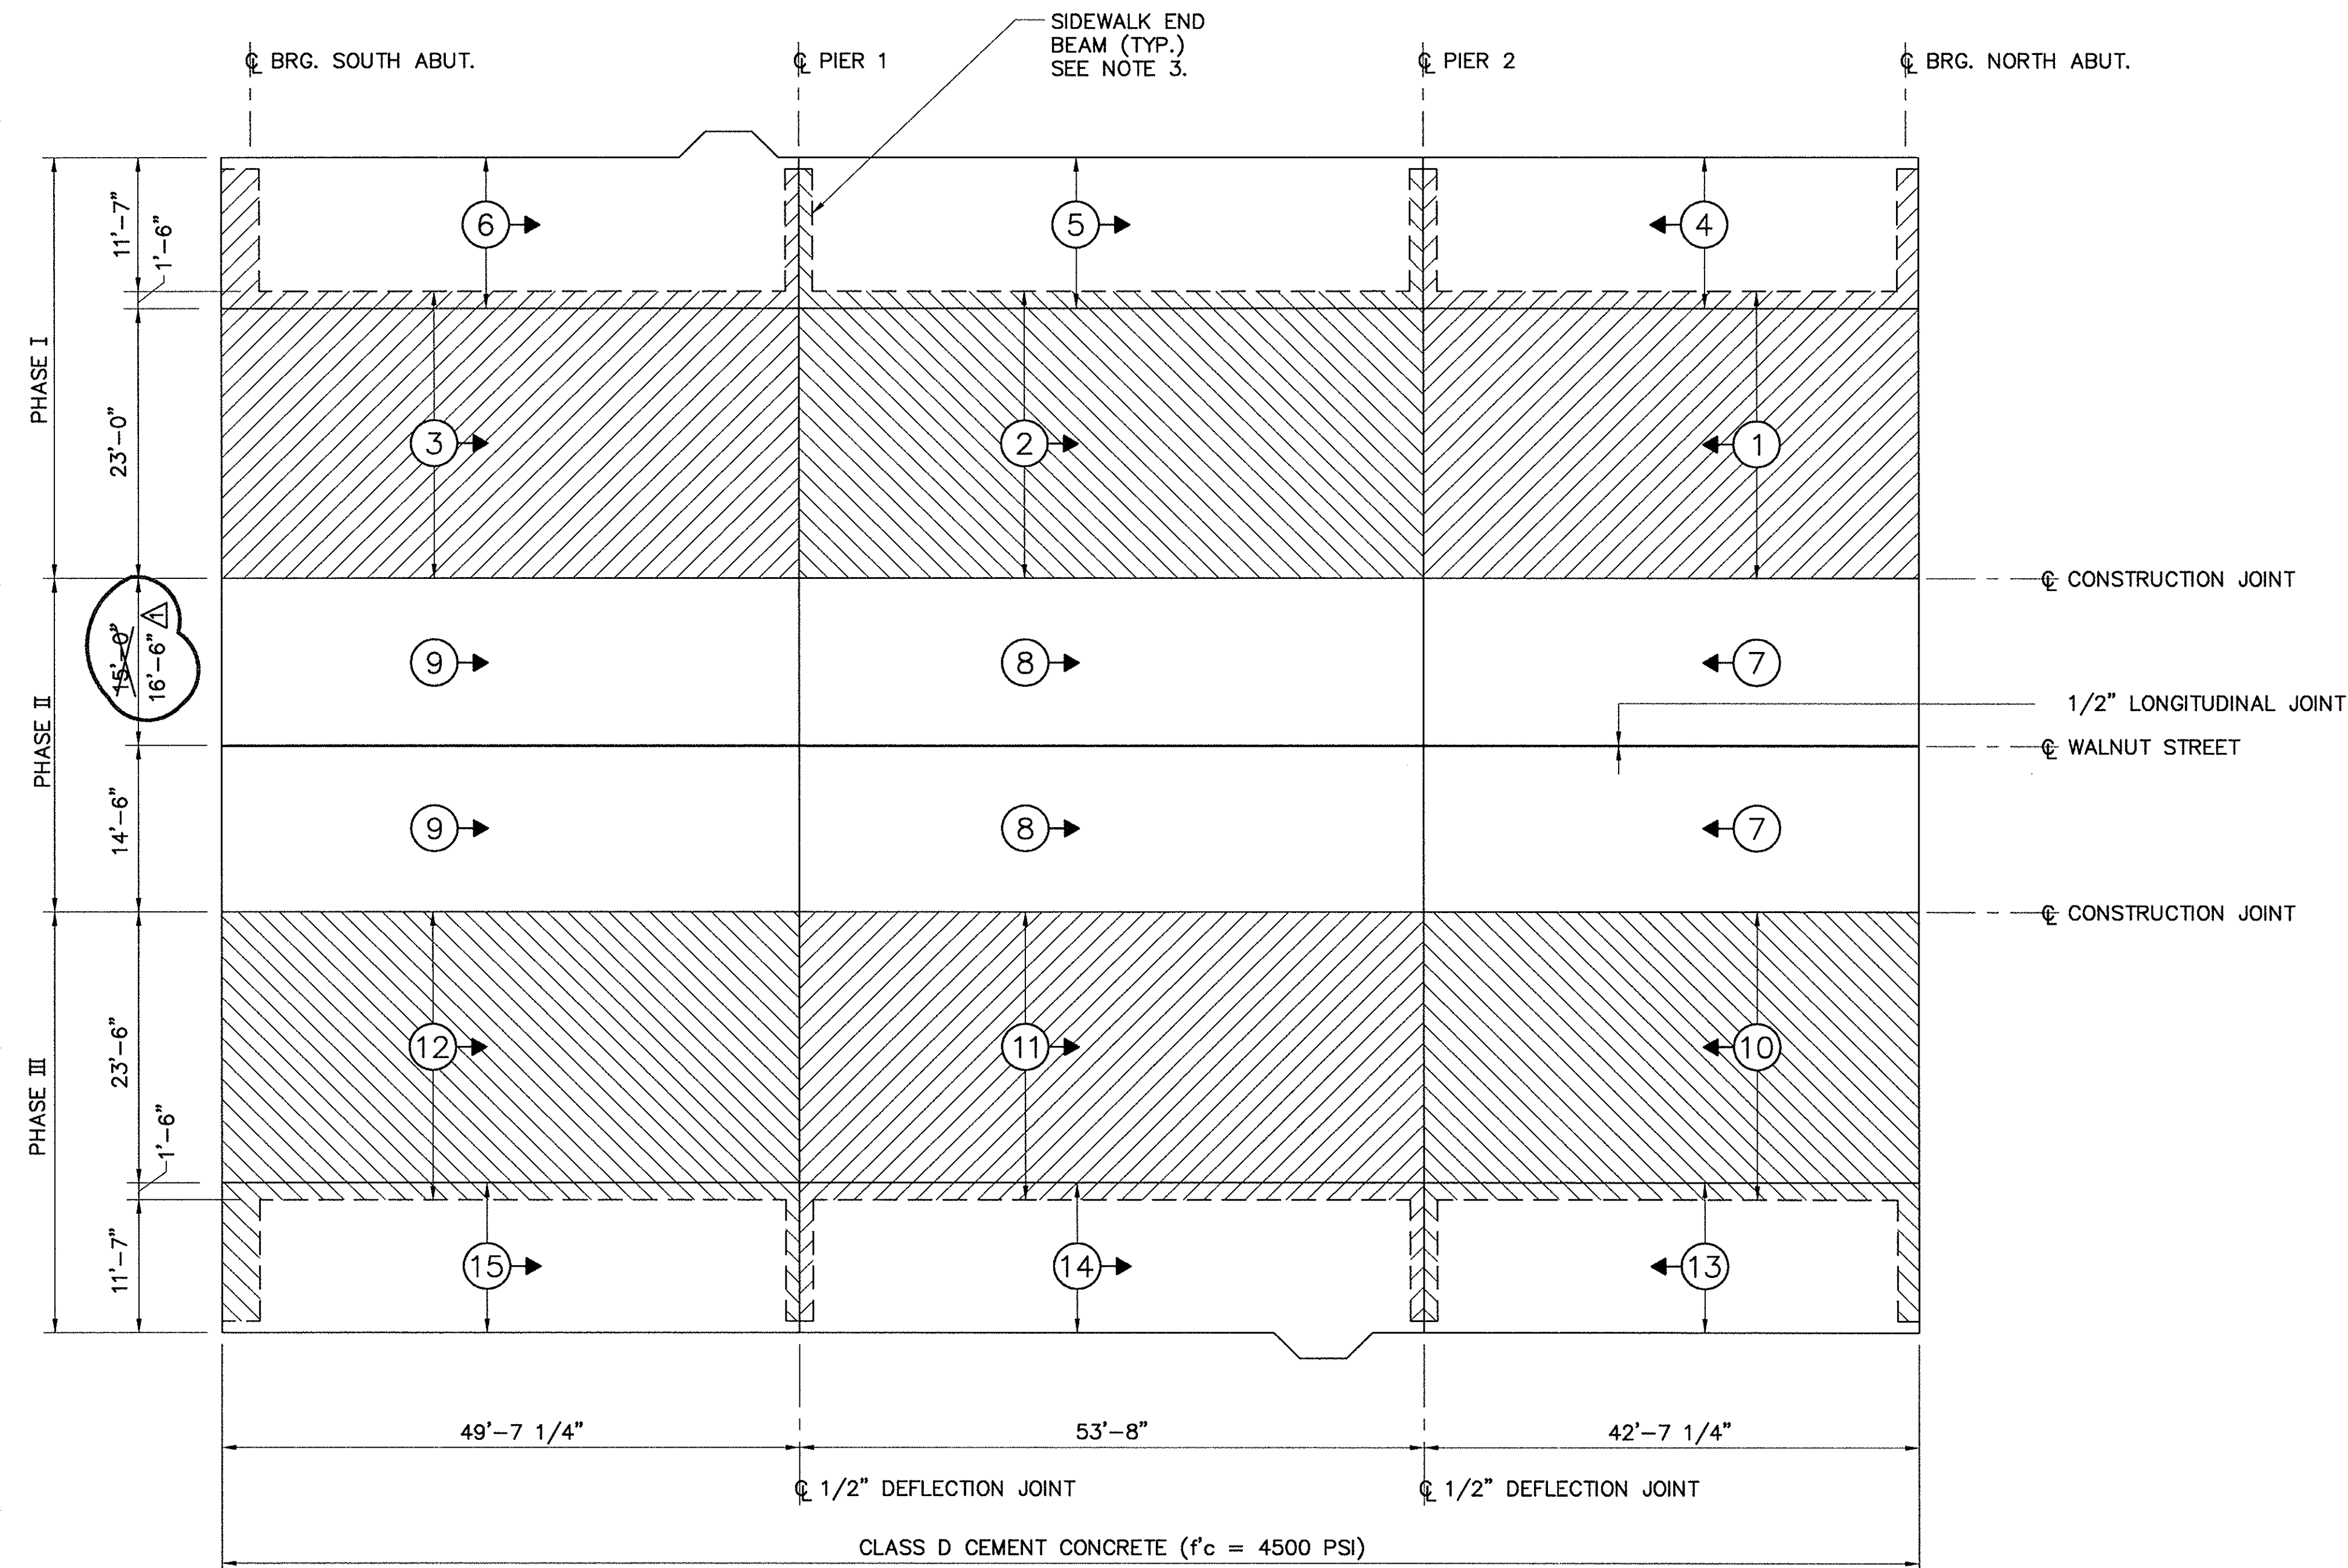 SIDEWALK END
BEAM (TYP.)
SEE NOTE 3.
℄ BRG. SOUTH ABUT.
℄ PIER 1
℄ PIER 2
℄ BRG. NORTH ABUT.
PHASE I
11'-7"
1'-6"
23'-0"
6
5
4
3
2
1
℄ CONSTRUCTION JOINT
PHASE II
15'-0"
16'-6" 1
14'-6"
9
8
7
1/2" LONGITUDINAL JOINT
℄ WALNUT STREET
9
8
7
℄ CONSTRUCTION JOINT
PHASE III
23'-6"
1'-6"
11'-7"
12
11
10
15
14
13
49'-7 1/4"
53'-8"
42'-7 1/4"
℄ 1/2" DEFLECTION JOINT
℄ 1/2" DEFLECTION JOINT
CLASS D CEMENT CONCRETE (f'c = 4500 PSI)